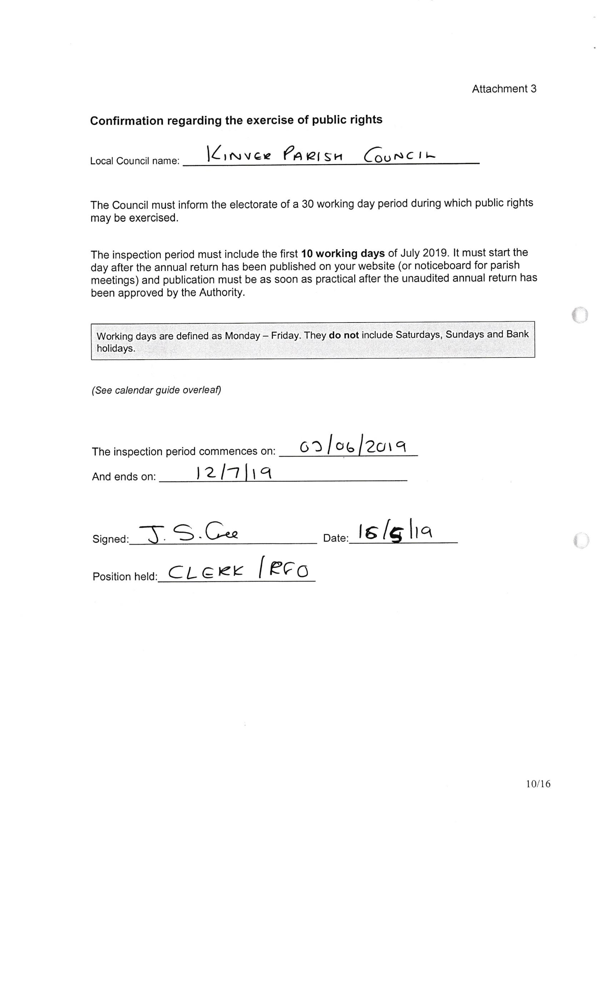 Attachment 3
Confirmation regarding the exercise of public rights
Local Council name: KINVER PARISH COUNCIL
The Council must inform the electorate of a 30 working day period during which public rights
may be exercised.
The inspection period must include the first 10 working days of July 2019. It must start the
day after the annual return has been published on your website (or noticeboard for parish
meetings) and publication must be as soon as practical after the unaudited annual return has
been approved by the Authority.
Working days are defined as Monday – Friday. They do not include Saturdays, Sundays and Bank
holidays.
(See calendar guide overleaf)
The inspection period commences on: 03/06/2019
And ends on: 12/7/19
Signed: J. S. Cree Date: /5/19
Position held: CLERK / RFO
10/16